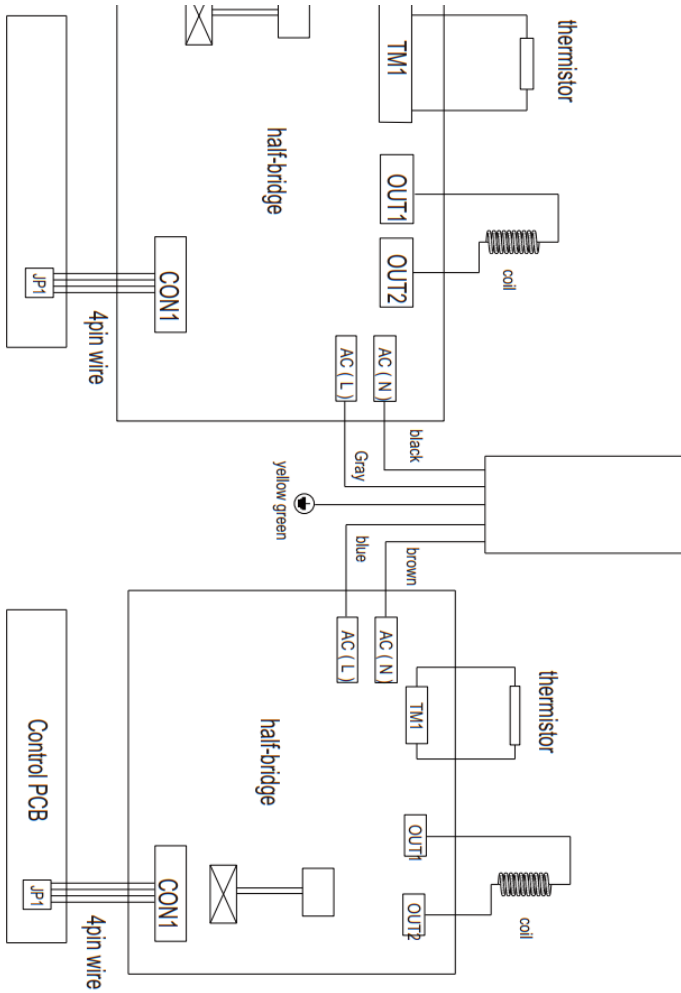 thermistor
TM1
half-bridge
OUT1
OUT2
coil
CON1
JP1
4pin wire
AC ( L )
AC ( N )
black
Gray
yellow green
blue
brown
AC ( L )
AC ( N )
thermistor
TM1
half-bridge
Control PCB
OUT1
OUT2
coil
CON1
JP1
4pin wire